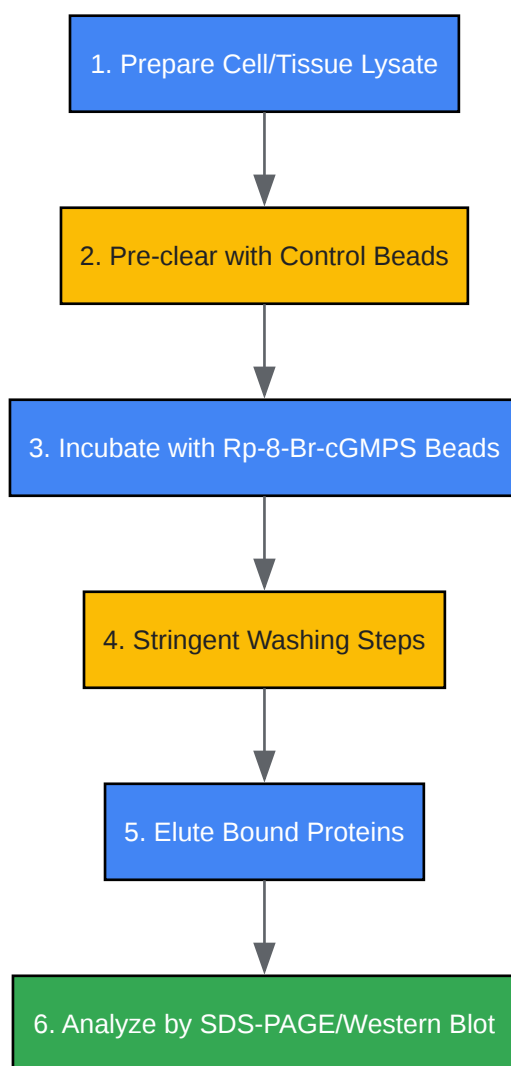 1. Prepare Cell/Tissue Lysate
2. Pre-clear with Control Beads
3. Incubate with Rp-8-Br-cGMPS Beads
4. Stringent Washing Steps
5. Elute Bound Proteins
6. Analyze by SDS-PAGE/Western Blot